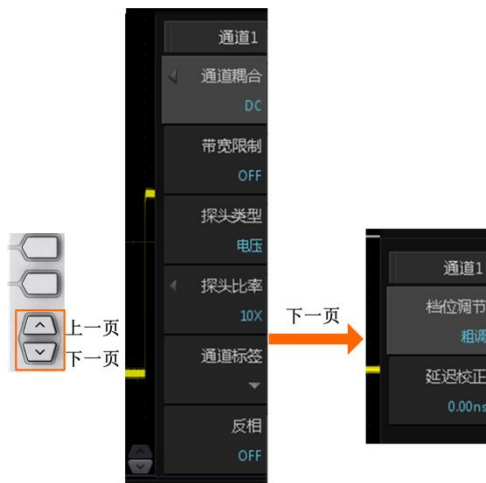 通道1
通道耦合
DC
带宽限制
OFF
探头类型
电压
探头比率
10X
通道标签
反相
OFF
上一页
下一页
下一页
通道1
档位调节
粗调
延迟校正
0.00ns